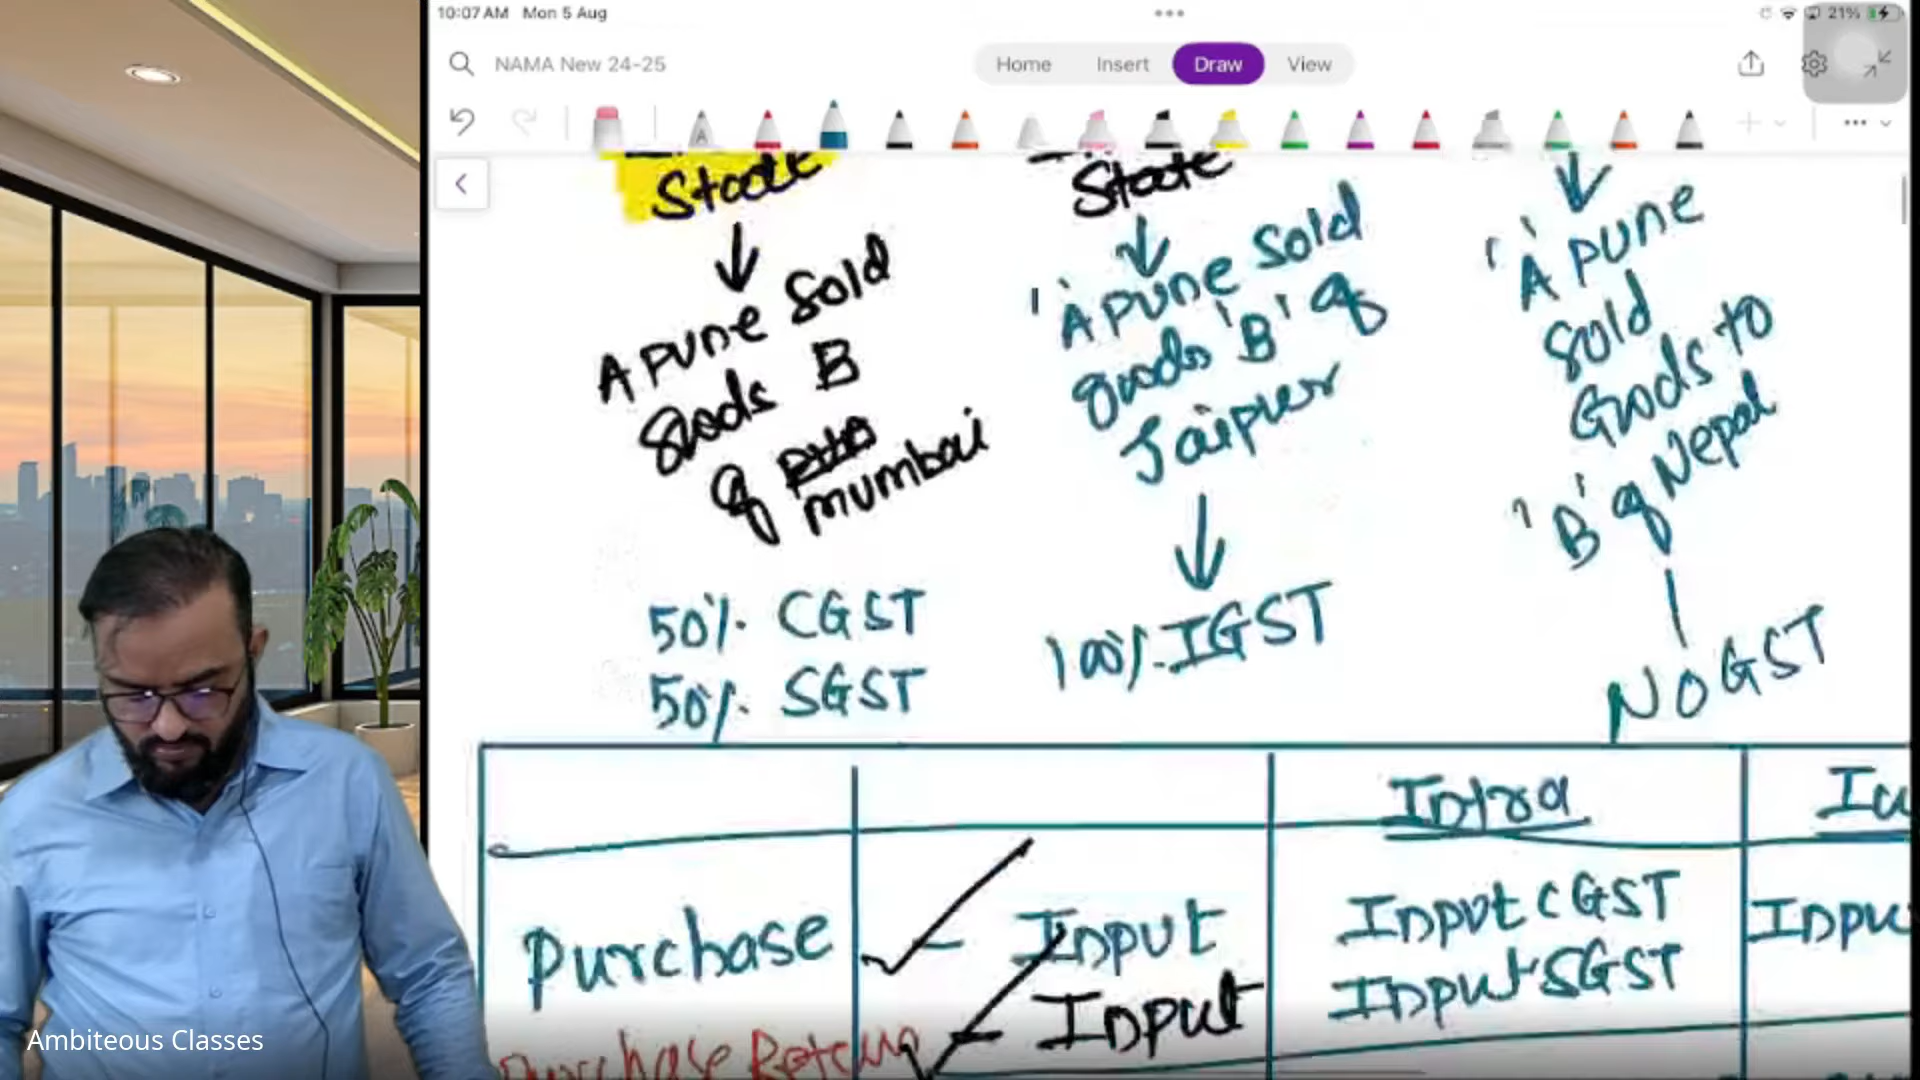 10:07 AM Mon 5 Aug
21%
NAMA New 24-25
Home Insert Draw View
State
A Pune Sold
goods B
of
mumbai
50% CGST
50% SGST
State
'A' Pune Sold
goods 'B' of
Jaipur
100% IGST
'A' Pune
Sold
Goods to
'B' of Nepal
NO GST
Intra
Purchase
Input
Input CGST
Input SGST
Purchase Return
Input
Ambiteous Classes